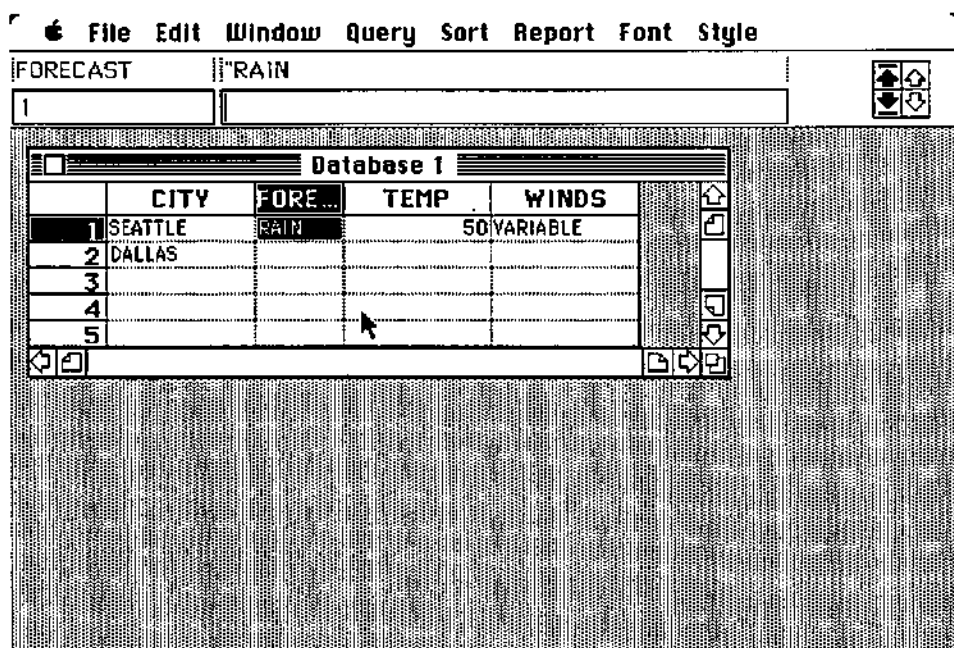 File Edit Window Query Sort Report Font Style
FORECAST "RAIN
1
Database 1
CITY FORE... TEMP WINDS
1 SEATTLE RAIN 50 VARIABLE
2 DALLAS
3
4
5